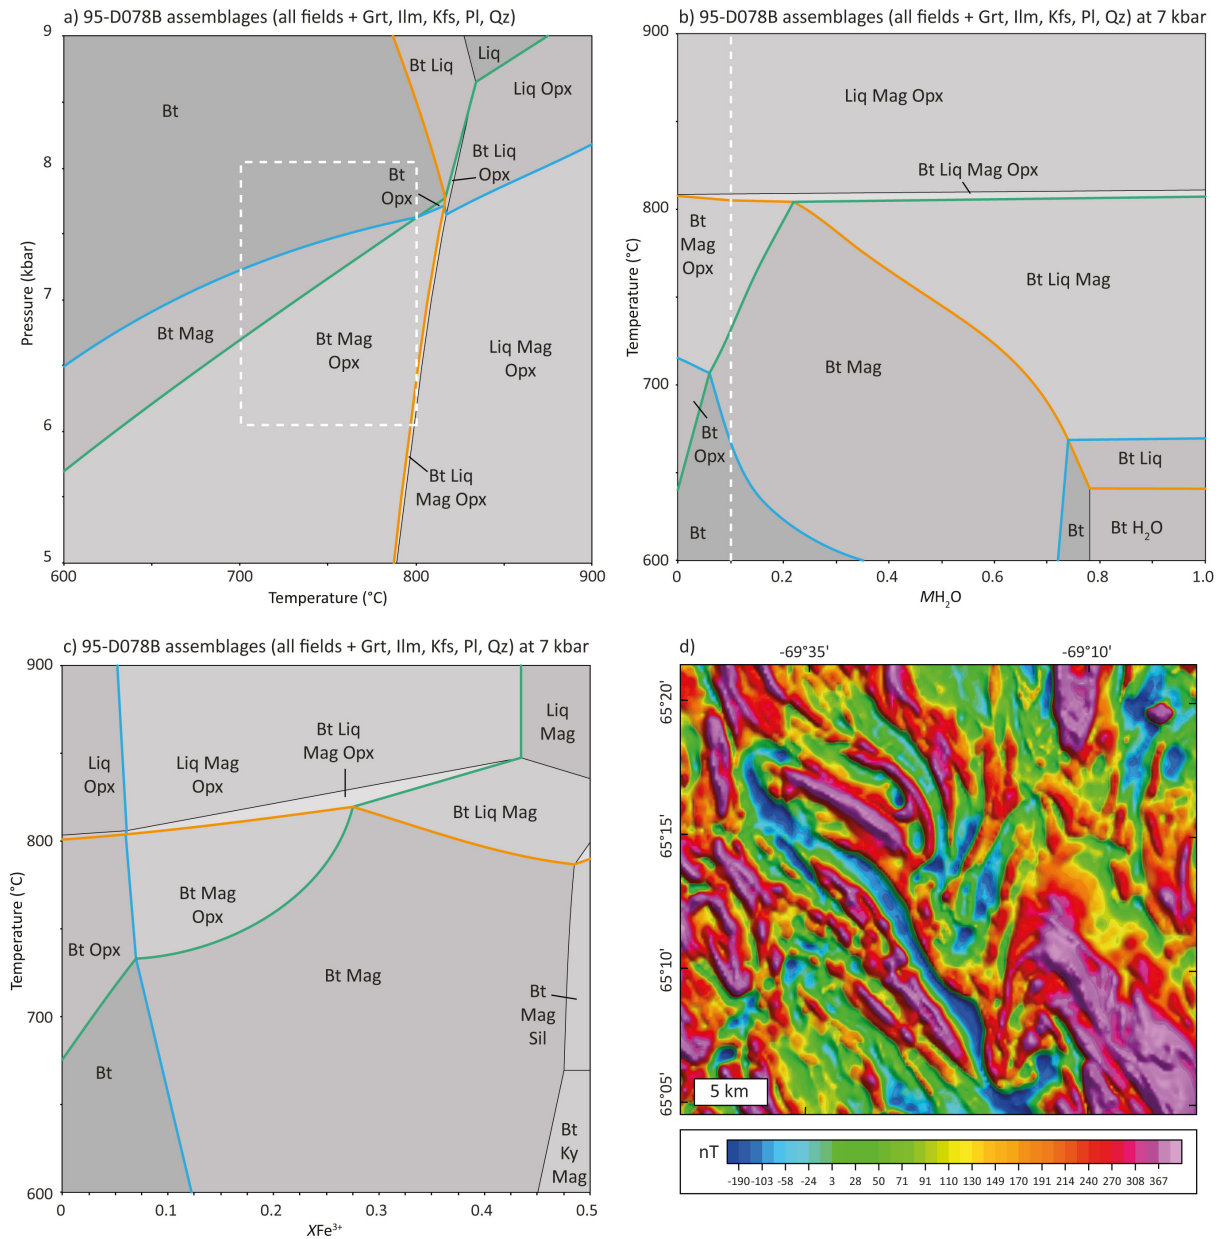 a) 95-D078B assemblages (all fields + Grt, Ilm, Kfs, Pl, Qz)
9
8
7
6
5
Pressure (kbar)
Bt
Bt Liq
Liq
Liq Opx
Bt
Opx
Bt Liq
Opx
Bt Mag
Bt Mag
Opx
Liq Mag
Opx
Bt Liq
Mag Opx
600
700
800
900
Temperature (°C)
b) 95-D078B assemblages (all fields + Grt, Ilm, Kfs, Pl, Qz) at 7 kbar
900
800
700
600
Temperature (°C)
Liq Mag Opx
Bt Liq Mag Opx
Bt
Mag
Opx
Bt Liq Mag
Bt Mag
Bt
Opx
Bt Liq
Bt
Bt
Bt H₂O
0
0.2
0.4
0.6
0.8
1.0
MH₂O
c) 95-D078B assemblages (all fields + Grt, Ilm, Kfs, Pl, Qz) at 7 kbar
900
800
700
600
Temperature (°C)
Liq
Opx
Liq Mag
Opx
Bt Liq
Mag Opx
Liq
Mag
Bt Liq Mag
Bt Mag
Opx
Bt Opx
Bt Mag
Bt
Mag
Sil
Bt
Bt
Ky
Mag
0
0.1
0.2
0.3
0.4
0.5
XFe³⁺
d)
-69°35'
-69°10'
65°20'
65°15'
65°10'
65°05'
65°20'
65°15'
65°10'
65°05'
5 km
nT
-190 -103 -58 -24 3 28 50 71 91 110 130 149 170 191 214 240 270 308 367